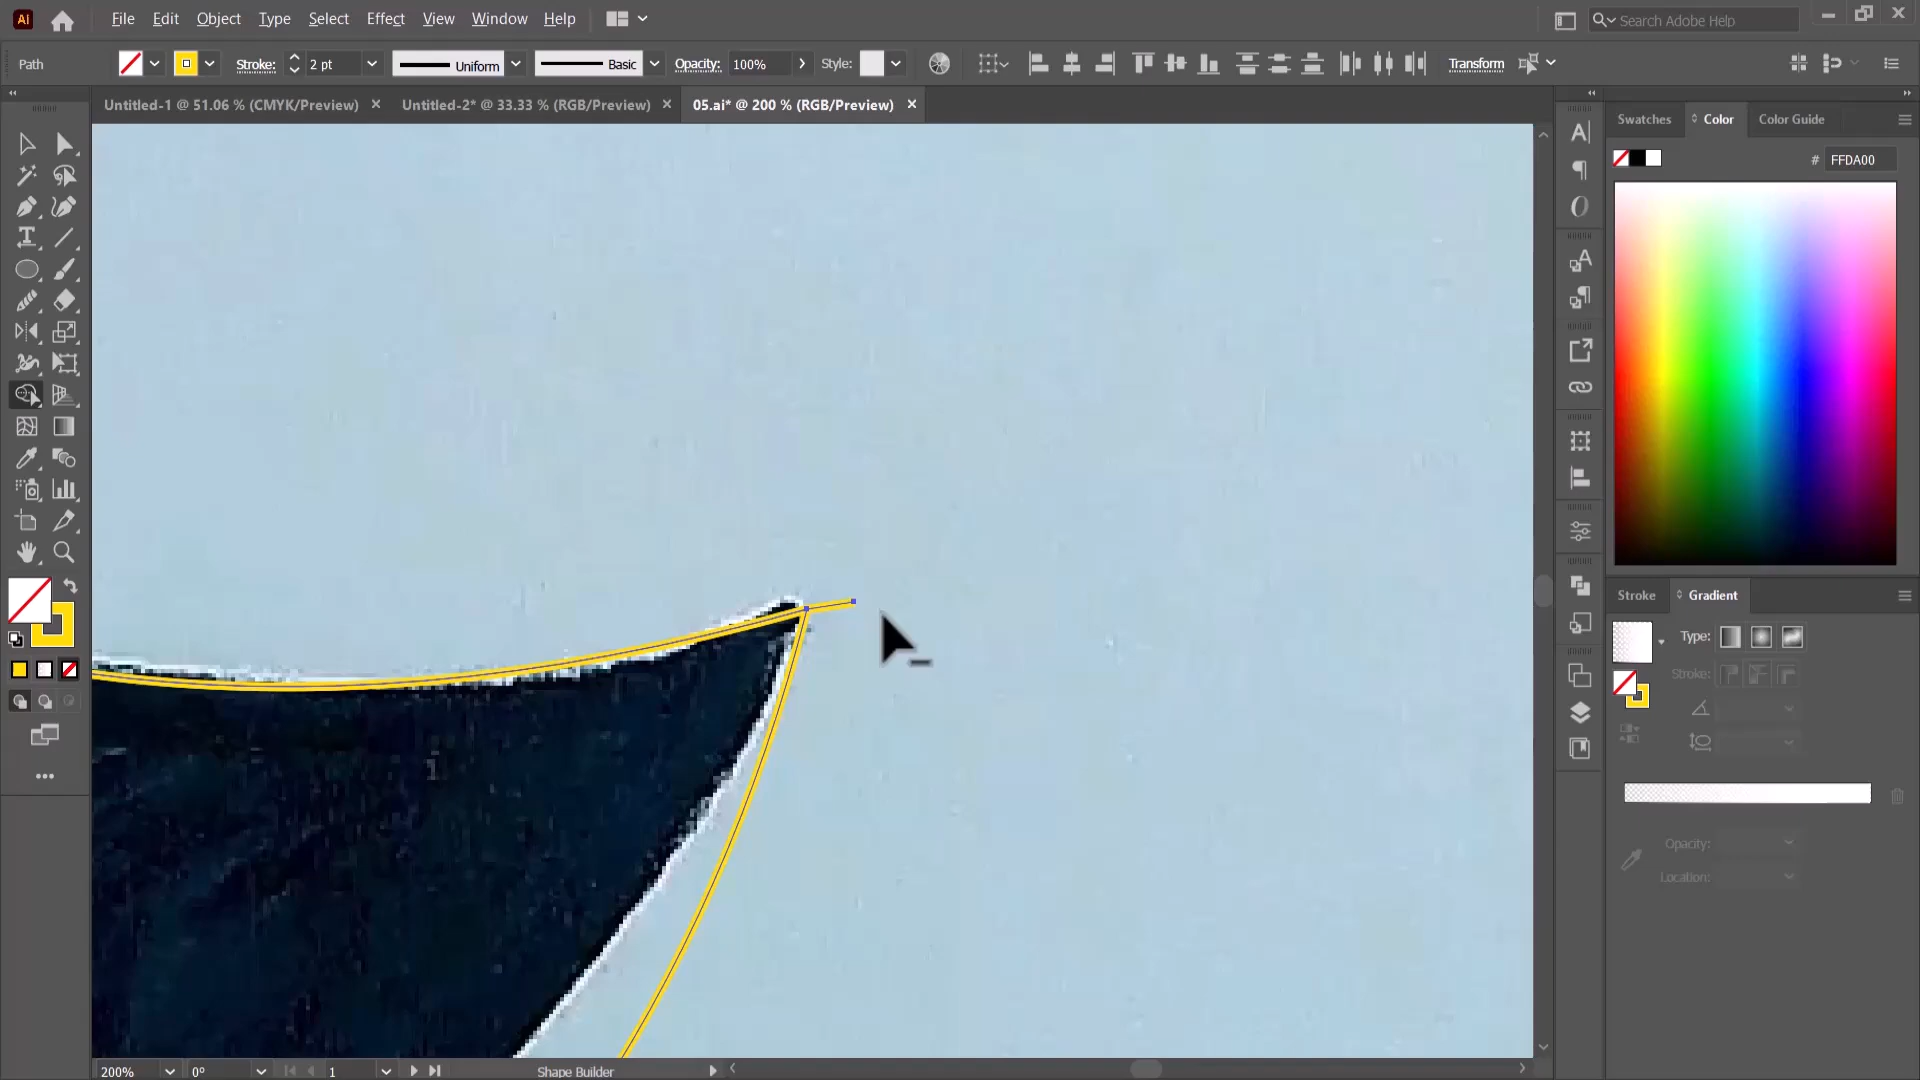 Ai File Edit Object Type Select Effect View Window Help Search Adobe Help
Path Stroke: 2 pt Uniform Basic Opacity: 100% Style: Transform
Untitled-1 @ 51.06 % (CMYK/Preview) × Untitled-2* @ 33.33 % (RGB/Preview) × 05.ai* @ 200 % (RGB/Preview) ×
Swatches Color Color Guide
# FFDA00
Stroke Gradient
Type:
Stroke:
Opacity:
Location:
200% 0° 1 Shape Builder